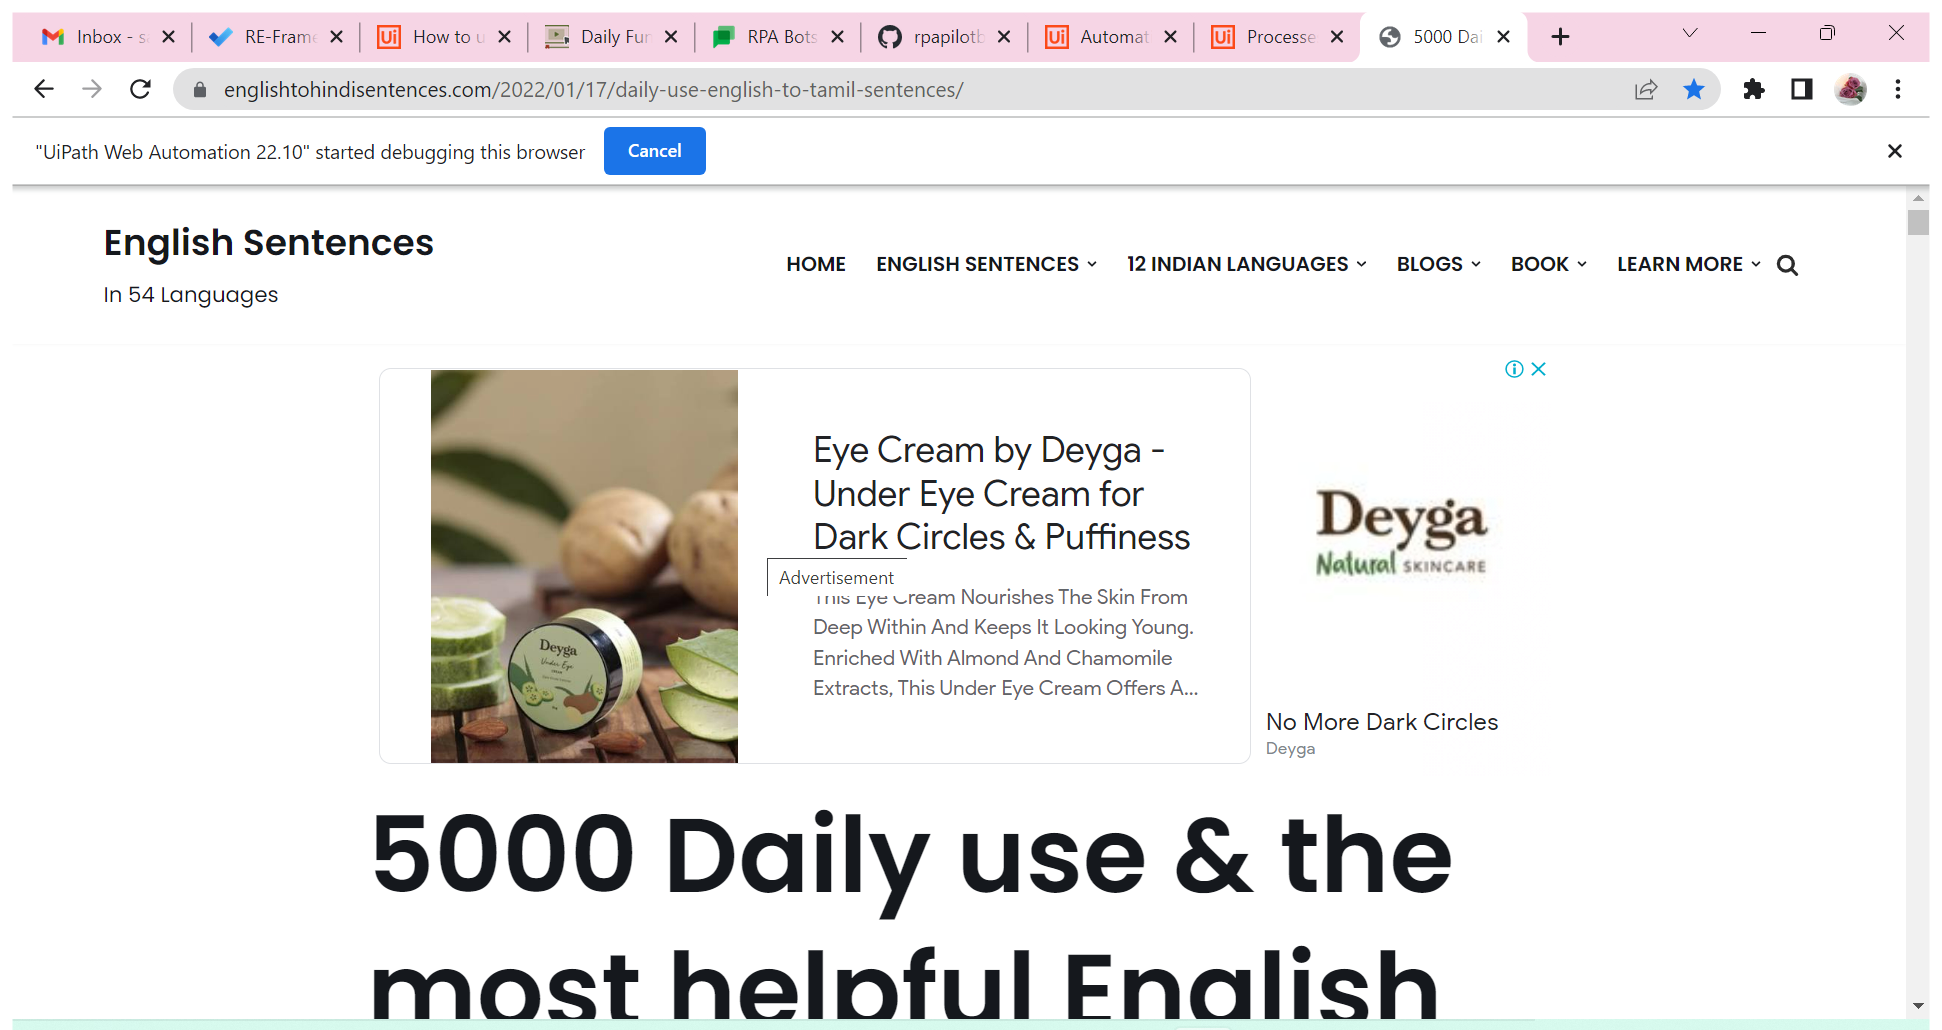 Inbox - s
RE-Frame
How to u
Daily Fun
RPA Bots
rpapilotb
Automat
Processe
5000 Dai
englishtohindisentences.com/2022/01/17/daily-use-english-to-tamil-sentences/
"UiPath Web Automation 22.10" started debugging this browser
Cancel
English Sentences
In 54 Languages
HOME ENGLISH SENTENCES 12 INDIAN LANGUAGES BLOGS BOOK LEARN MORE
Eye Cream by Deyga -
Under Eye Cream for
Dark Circles & Puffiness
Advertisement
This Eye Cream Nourishes The Skin From
Deep Within And Keeps It Looking Young.
Enriched With Almond And Chamomile
Extracts, This Under Eye Cream Offers A...
Deyga
Under Eye
Deyga
Natural SKINCARE
No More Dark Circles
Deyga
5000 Daily use & the
most helpful English